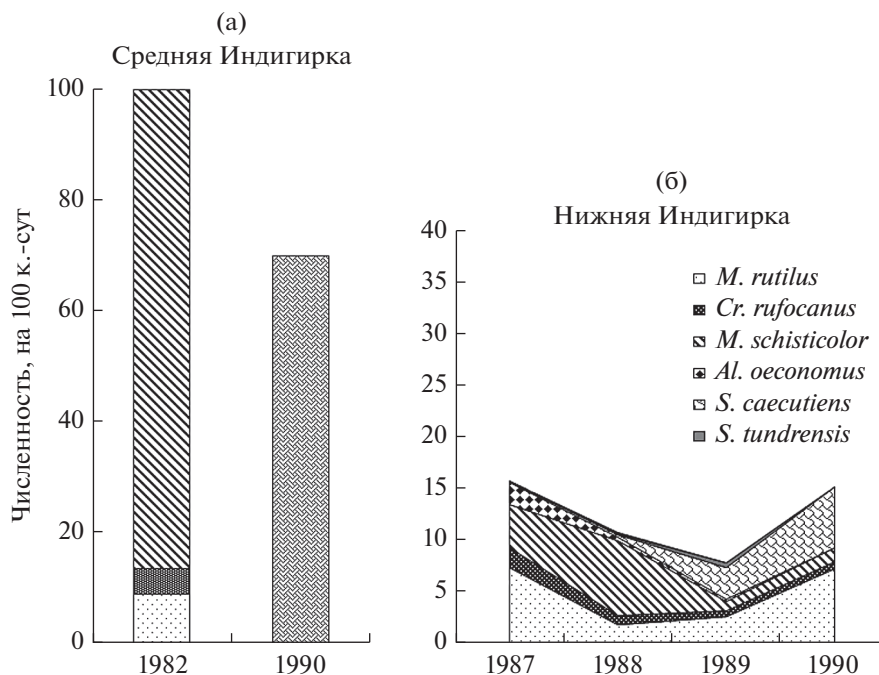 (а)
Средняя Индигирка
Численность, на 100 к.-сут
100
80
60
40
20
0
1982
1990
(б)
Нижняя Индигирка
40
35
30
25
20
15
10
5
0
M. rutilus
Cr. rufocanus
M. schisticolor
Al. oeconomus
S. caecutiens
S. tundrensis
1987
1988
1989
1990